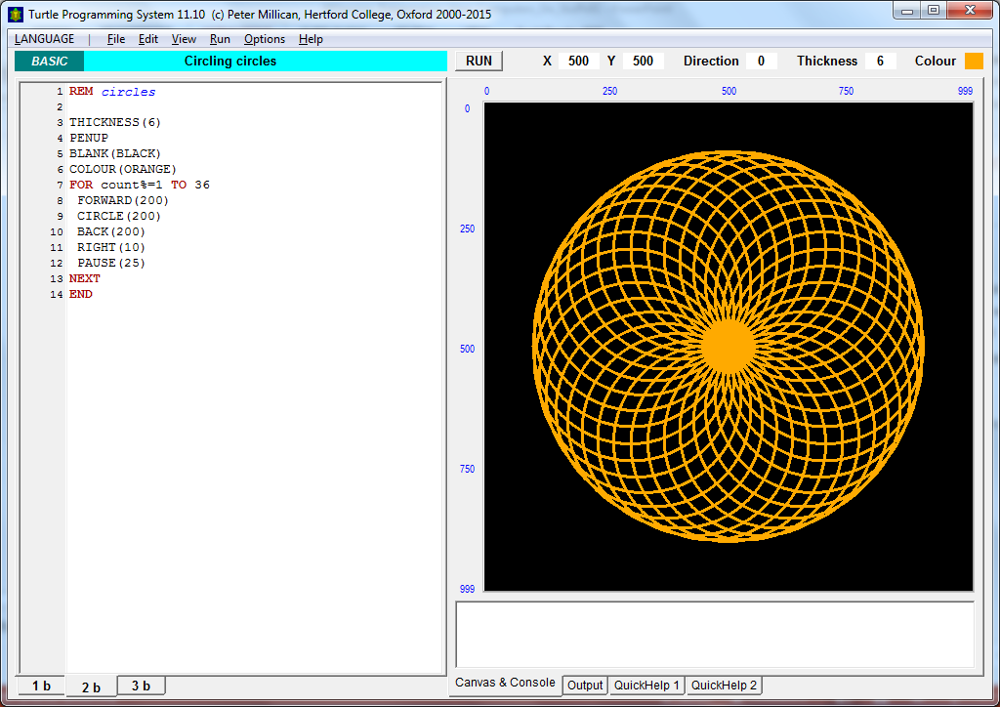 Turtle Programming System 11.10 (c) Peter Millican, Hertford College, Oxford 2000-2015
LANGUAGE | File Edit View Run Options Help
BASIC Circling circles RUN X 500 Y 500 Direction 0 Thickness 6 Colour
1 REM circles
2
3 THICKNESS(6)
4 PENUP
5 BLANK(BLACK)
6 COLOUR(ORANGE)
7 FOR count%=1 TO 36
8 FORWARD(200)
9 CIRCLE(200)
10 BACK(200)
11 RIGHT(10)
12 PAUSE(25)
13 NEXT
14 END
0 250 500 750 999
0
250
500
750
999
1 b 2 b 3 b
Canvas & Console Output QuickHelp 1 QuickHelp 2